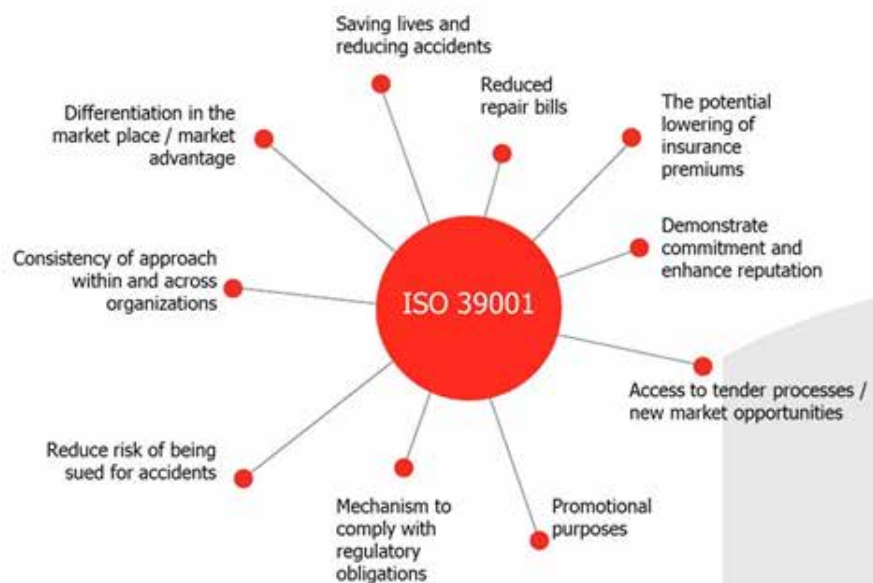 Saving lives and
reducing accidents
Reduced
repair bills
The potential
lowering of
insurance
premiums
Differentiation in the
market place / market
advantage
Demonstrate
commitment and
enhance reputation
Consistency of approach
within and across
organizations
ISO 39001
Access to tender processes /
new market opportunities
Reduce risk of being
sued for accidents
Mechanism to
comply with
regulatory
obligations
Promotional
purposes